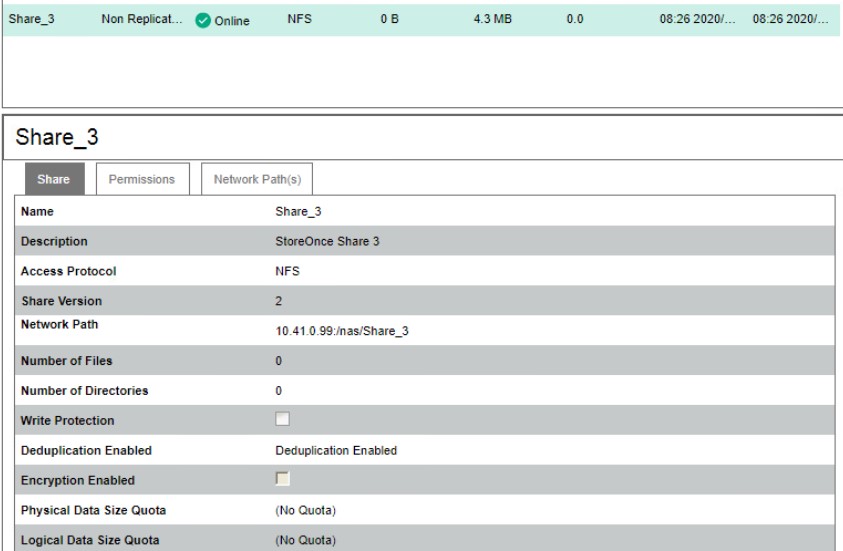 Share_3 Non Replicat... Online NFS 0 B 4.3 MB 0.0 08:26 2020/... 08:26 2020/...
Share_3
Share Permissions Network Path(s)
Name Share_3
Description StoreOnce Share 3
Access Protocol NFS
Share Version 2
Network Path 10.41.0.99:/nas/Share_3
Number of Files 0
Number of Directories 0
Write Protection
Deduplication Enabled Deduplication Enabled
Encryption Enabled
Physical Data Size Quota (No Quota)
Logical Data Size Quota (No Quota)